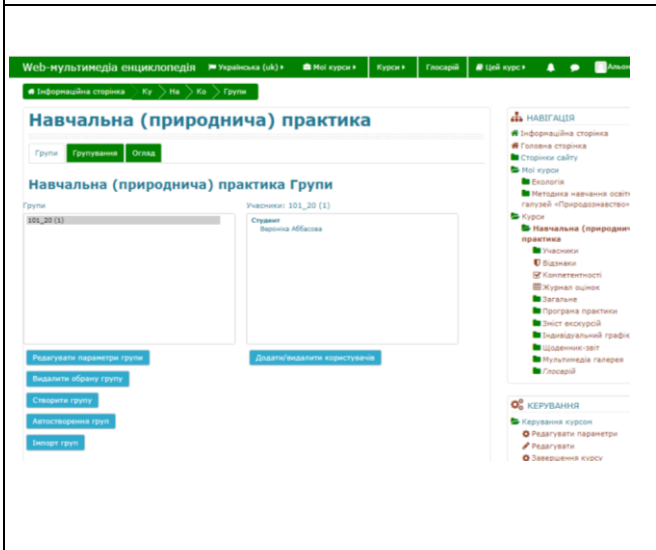 Web-мультимедіа енциклопедія Українська (uk) Мої курси Курси Глосарій Цей курс
Інформаційна сторінка Ку На Ко Групи
Навчальна (природнича) практика
Групи Групування Огляд
Навчальна (природнича) практика Групи
Групи
101_20 (1)
Учасники: 101_20 (1)
Студент
Вероніка Аббасова
Редагувати параметри групи
Додати/видалити користувачів
Видалити обрану групу
Створити групу
Автостворення груп
Імпорт груп
НАВІГАЦІЯ
Інформаційна сторінка
Головна сторінка
Сторінки сайту
Мої курси
Екологія
Методика навчання освітн
галузей «Природознавство»
Курси
Навчальна (природнич
практика
Учасники
Відзнаки
Компетентності
Журнал оцінок
Загальне
Програма практики
Зміст екскурсій
Індивідуальний графік
Щоденник-звіт
Мультимедіа галерея
Глосарій
КЕРУВАННЯ
Керування курсом
Редагувати параметри
Редагувати
Завершення курсу